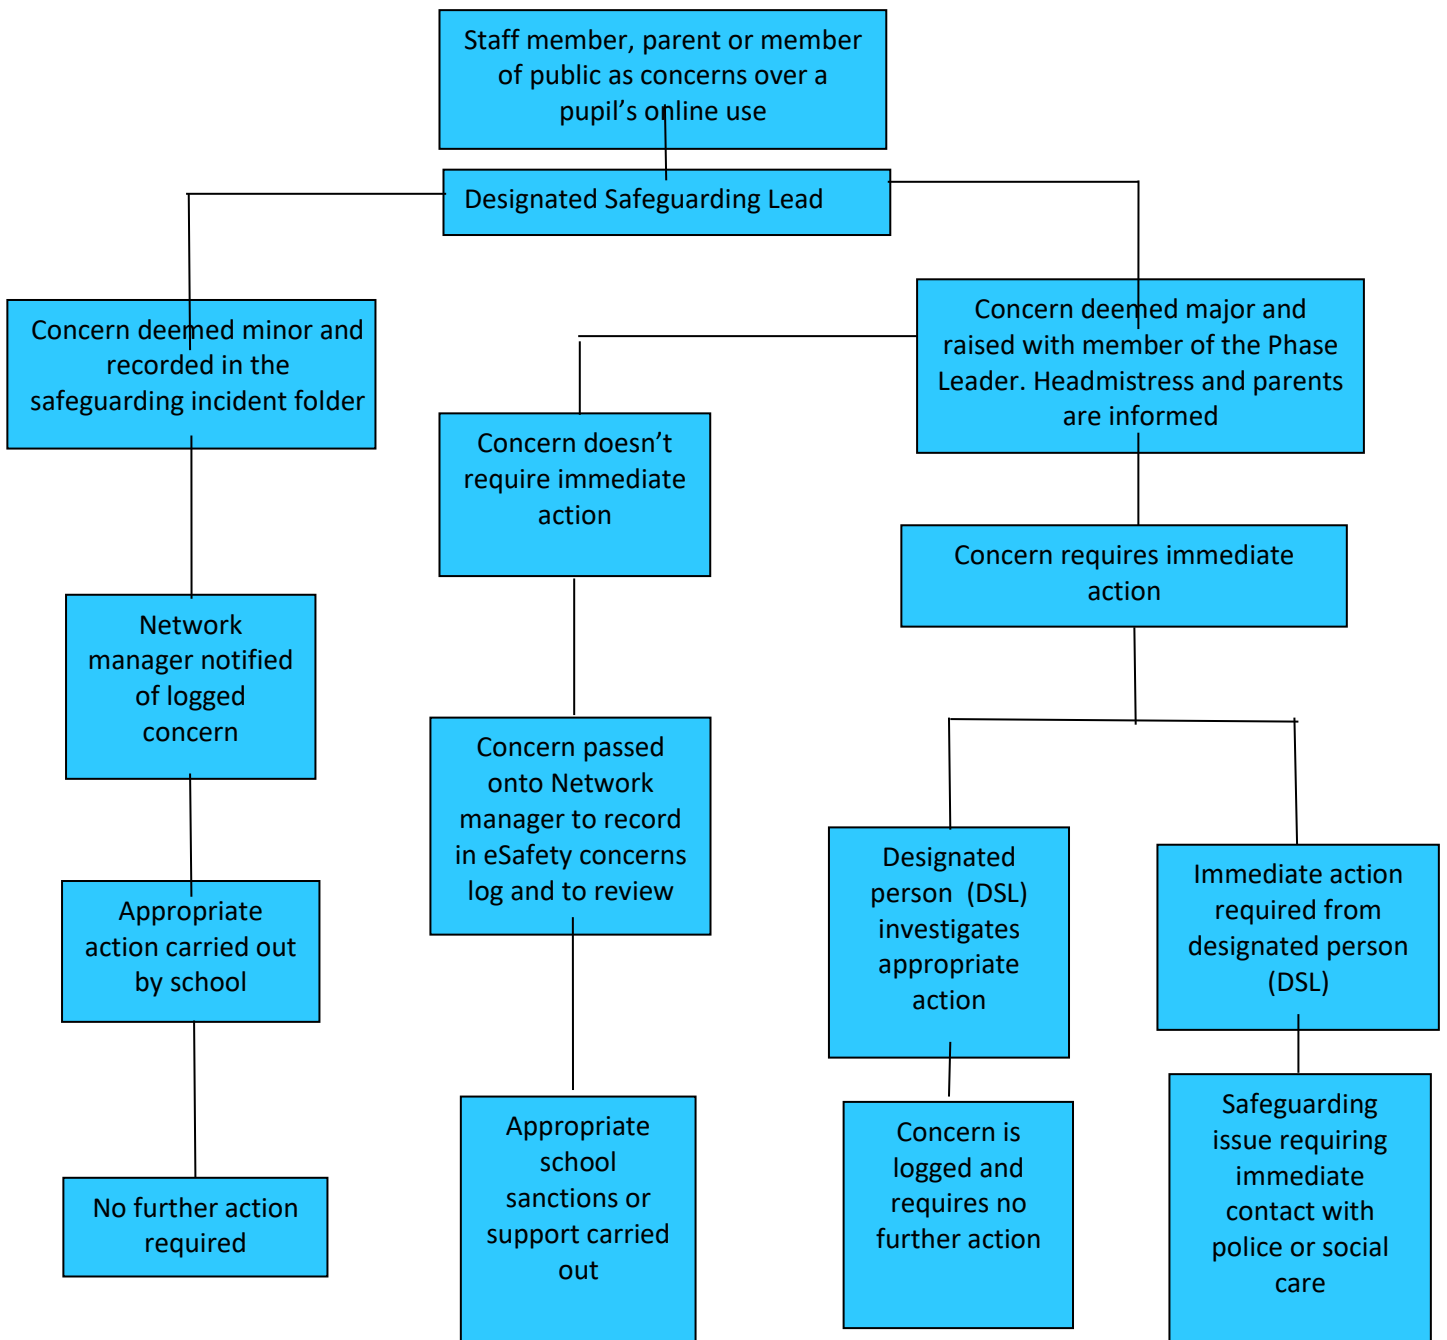 Staff member, parent or member
of public as concerns over a
pupil’s online use
Designated Safeguarding Lead
Concern deemed minor and
recorded in the
safeguarding incident folder
Concern deemed major and
raised with member of the Phase
Leader. Headmistress and parents
are informed
Concern doesn’t
require immediate
action
Concern requires immediate
action
Network
manager notified
of logged
concern
Concern passed
onto Network
manager to record
in eSafety concerns
log and to review
Designated
person (DSL)
investigates
appropriate
action
Immediate action
required from
designated person
(DSL)
Appropriate
action carried out
by school
Appropriate
school
sanctions or
support carried
out
Concern is
logged and
requires no
further action
Safeguarding
issue requiring
immediate
contact with
police or social
care
No further action
required